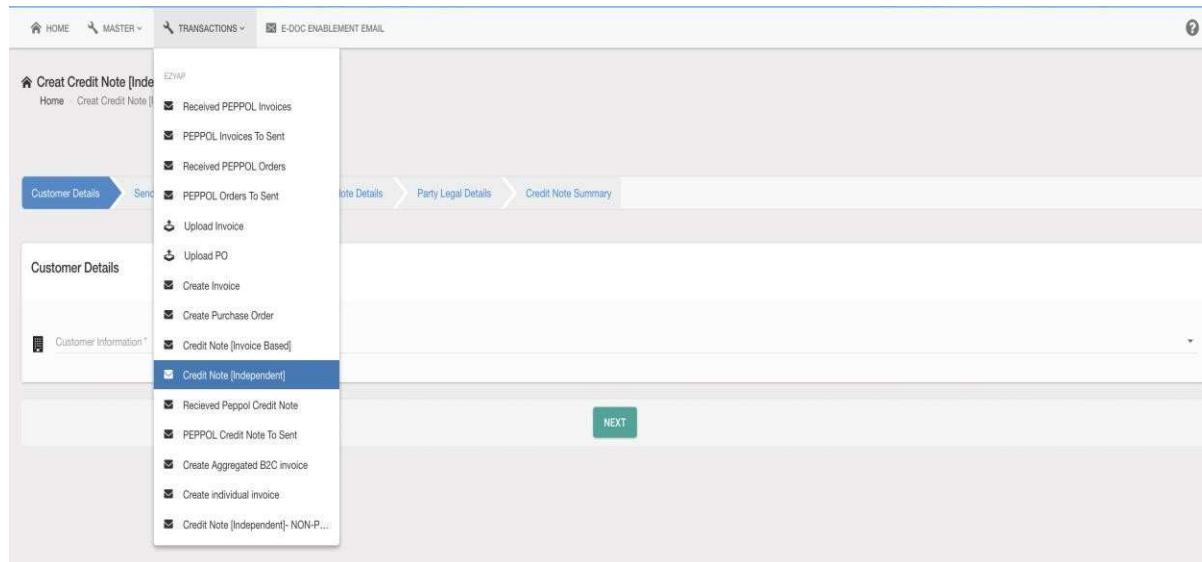 HOME MASTER TRANSACTIONS E-DOC ENABLEMENT EMAIL
EZYAP
Creat Credit Note [Inde
Home Creat Credit Note [I
Received PEPPOL Invoices
PEPPOL Invoices To Sent
Received PEPPOL Orders
PEPPOL Orders To Sent
Upload Invoice
Upload PO
Create Invoice
Create Purchase Order
Credit Note [Invoice Based]
Credit Note [Independent]
Recieved Peppol Credit Note
PEPPOL Credit Note To Sent
Create Aggregated B2C invoice
Create individual invoice
Credit Note [Independent]- NON-P...
Customer Details Send ote Details Party Legal Details Credit Note Summary
Customer Details
Customer Information *
NEXT